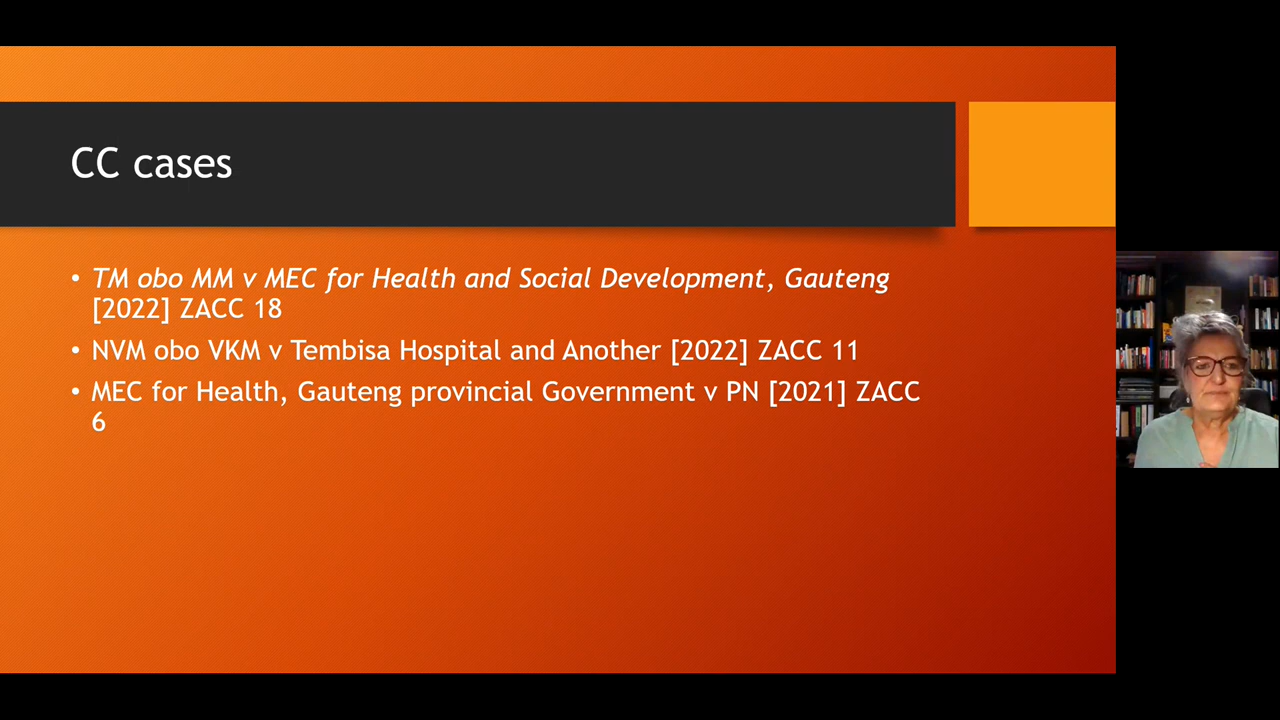 CC cases
• TM obo MM v MEC for Health and Social Development, Gauteng
[2022] ZACC 18
• NVM obo VKM v Tembisa Hospital and Another [2022] ZACC 11
• MEC for Health, Gauteng provincial Government v PN [2021] ZACC
6